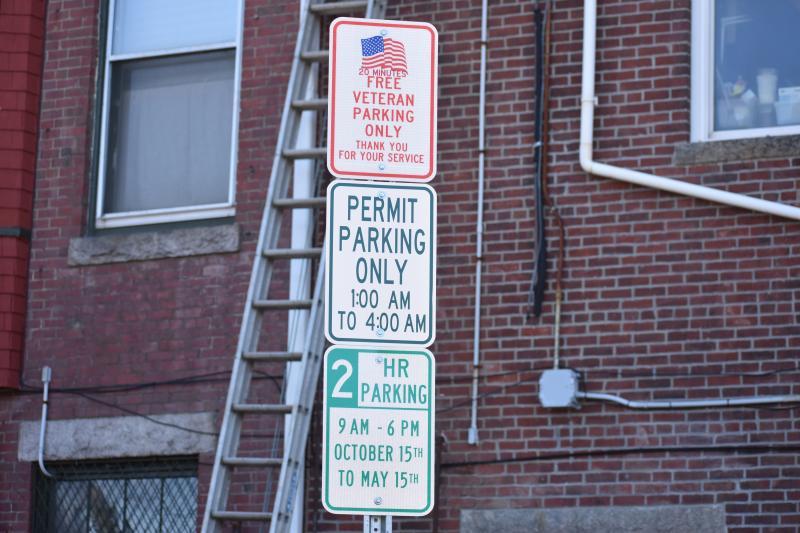 20 MINUTES
FREE
VETERAN
PARKING
ONLY
THANK YOU
FOR YOUR SERVICE
PERMIT
PARKING
ONLY
1:00 AM
TO 4:00 AM
2 HR
PARKING
9 AM - 6 PM
OCTOBER 15TH
TO MAY 15TH